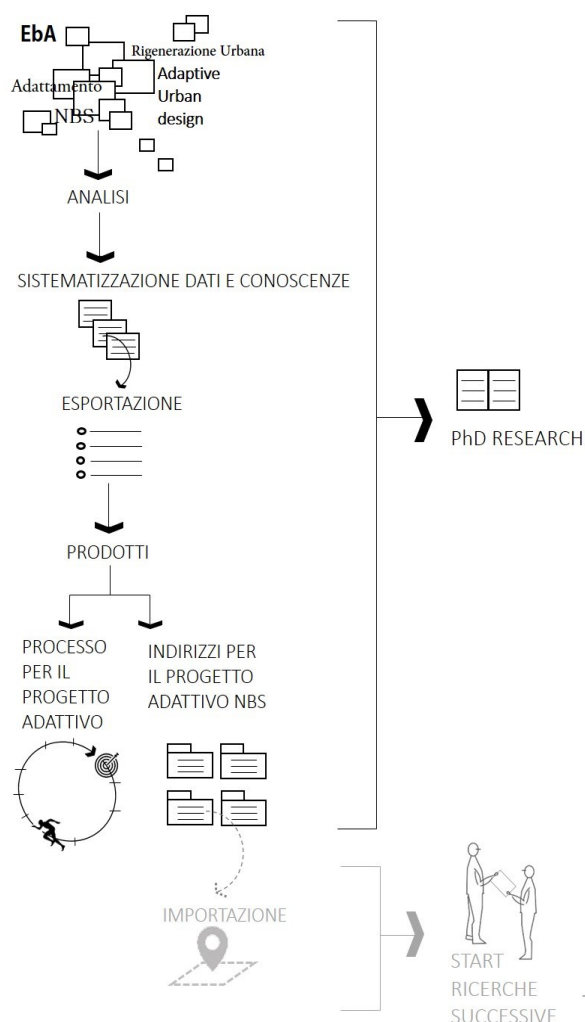 EbA
Rigenerazione Urbana
Adattamento
Adaptive
Urban
design
NBS
ANALISI
SISTEMATIZZAZIONE DATI E CONOSCENZE
ESPORTAZIONE
PRODOTTI
PROCESSO
PER IL
PROGETTO
ADATTIVO
INDIRIZZI PER
IL PROGETTO
ADATTIVO NBS
PhD RESEARCH
IMPORTAZIONE
START
RICERCHE
SUCCESSIVE